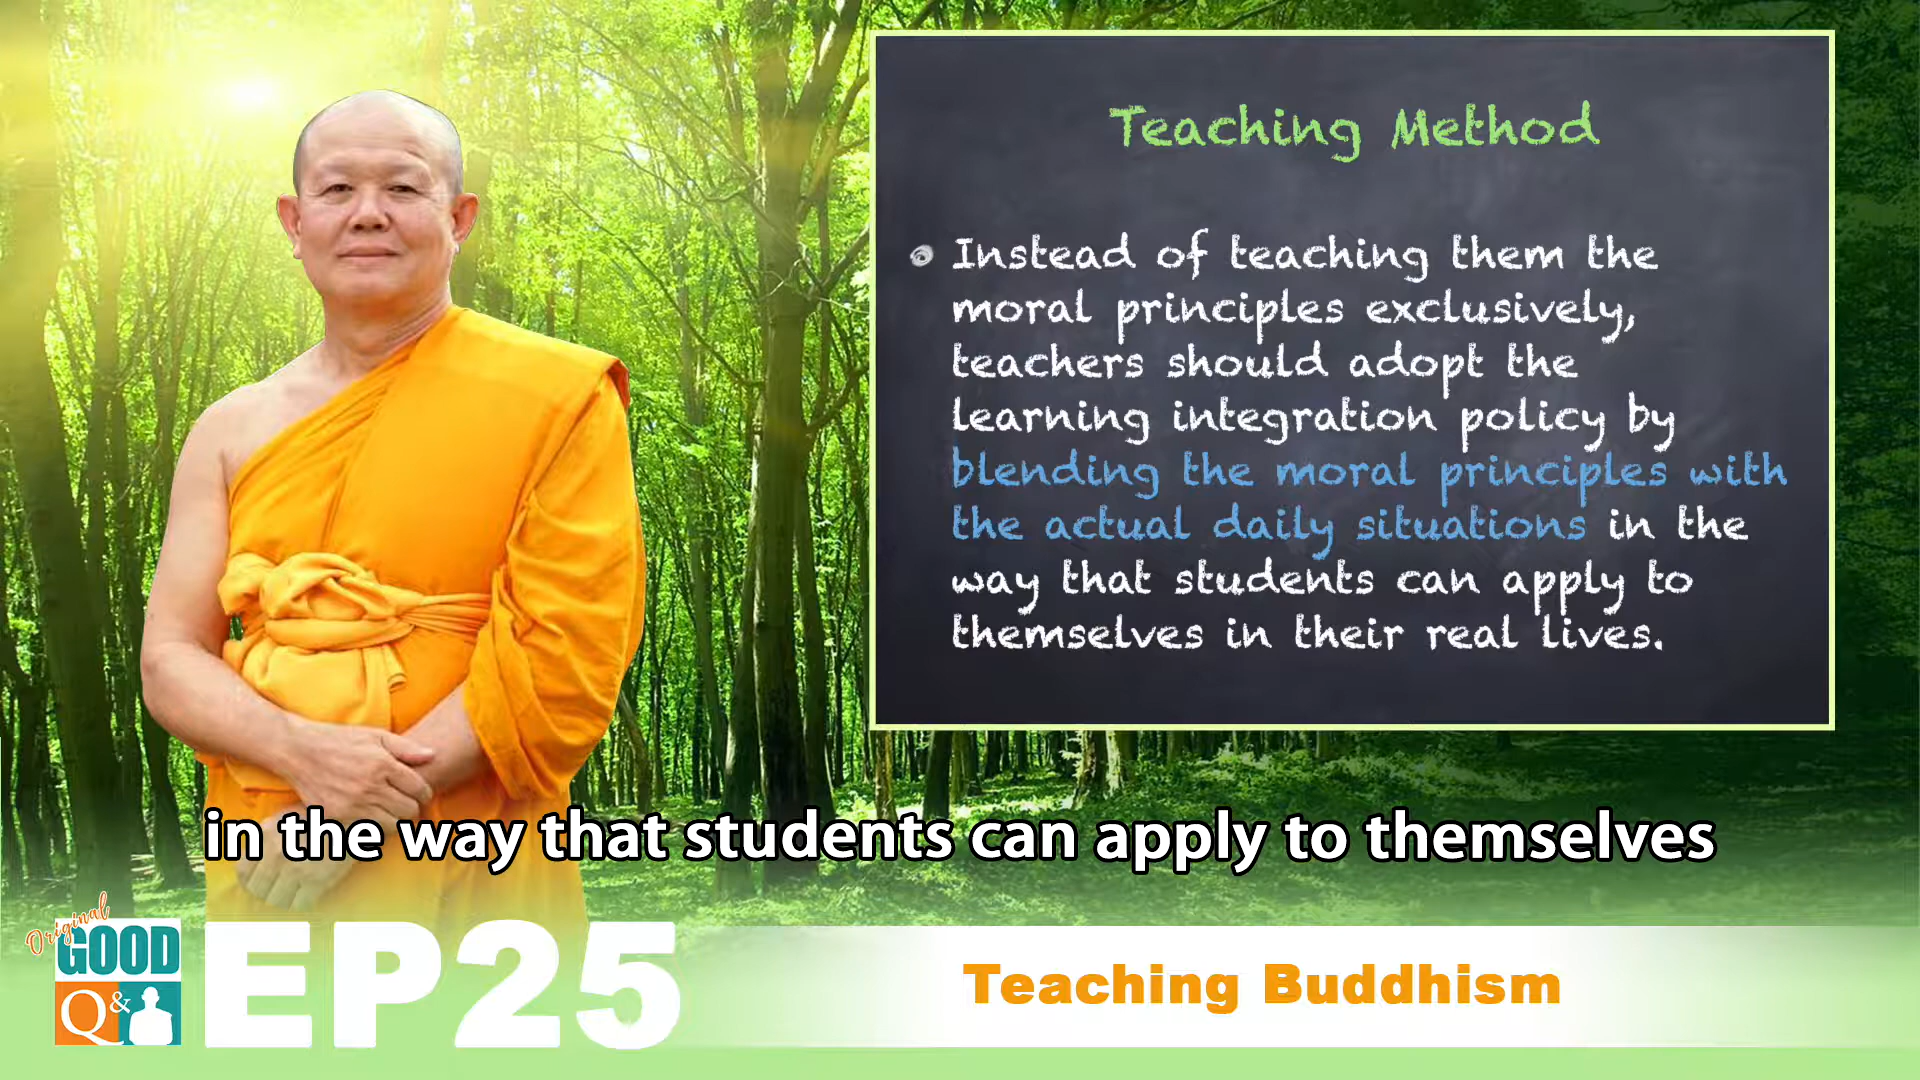 Teaching Method
Instead of teaching them the
moral principles exclusively,
teachers should adopt the
learning integration policy by
blending the moral principles with
the actual daily situations in the
way that students can apply to
themselves in their real lives.
in the way that students can apply to themselves
Original
GOOD
Q&
EP25
Teaching Buddhism